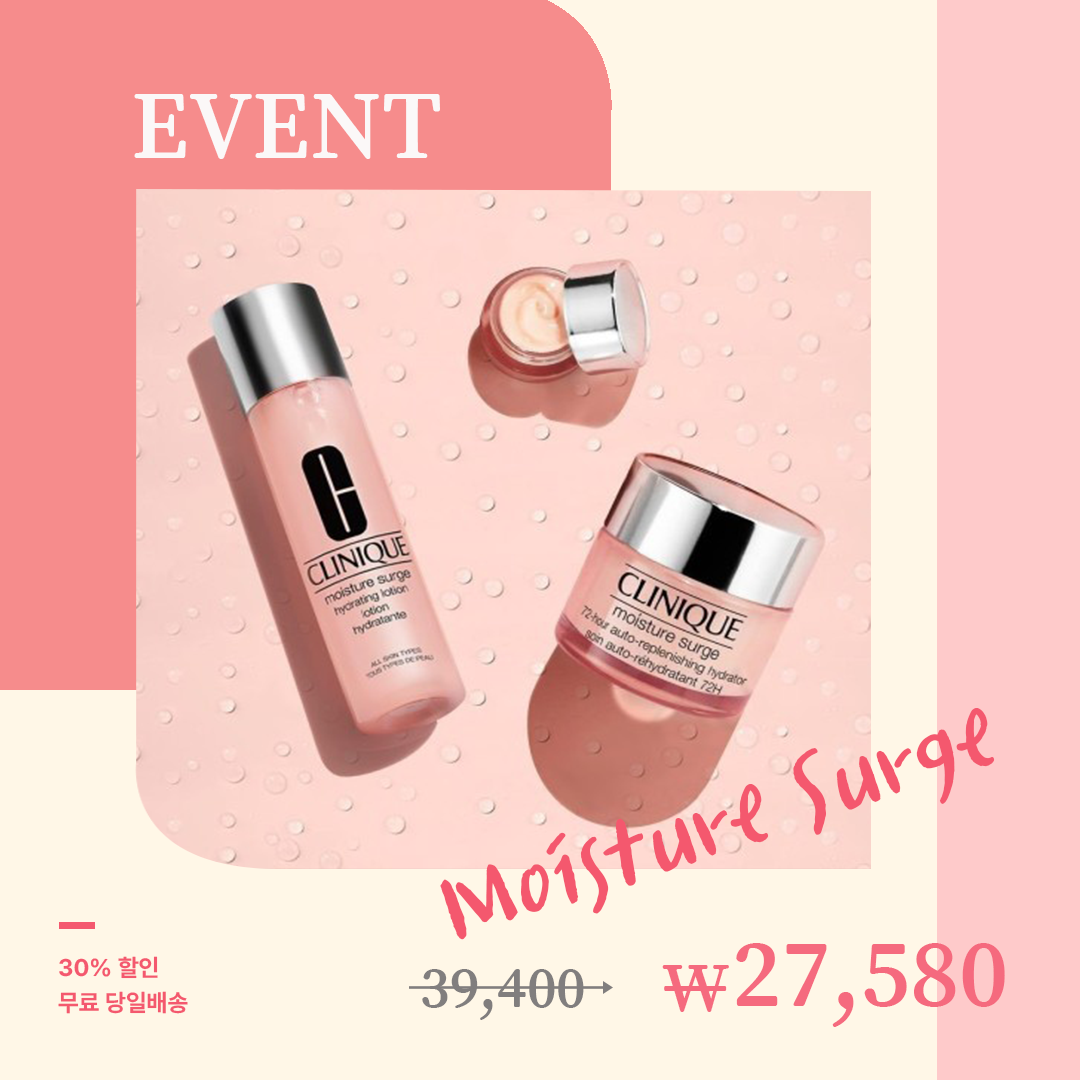 EVENT
CLINIQUE
moisture surge
hydrating lotion
lotion
hydratante
ALL SKIN TYPES
TOUS TYPES DE PEAU
CLINIQUE
moisture surge
72-hour auto-replenishing hydrator
soin auto-réhydratant 72H
Moisture Surge
30% 할인
무료 당일배송
39,400
₩27,580